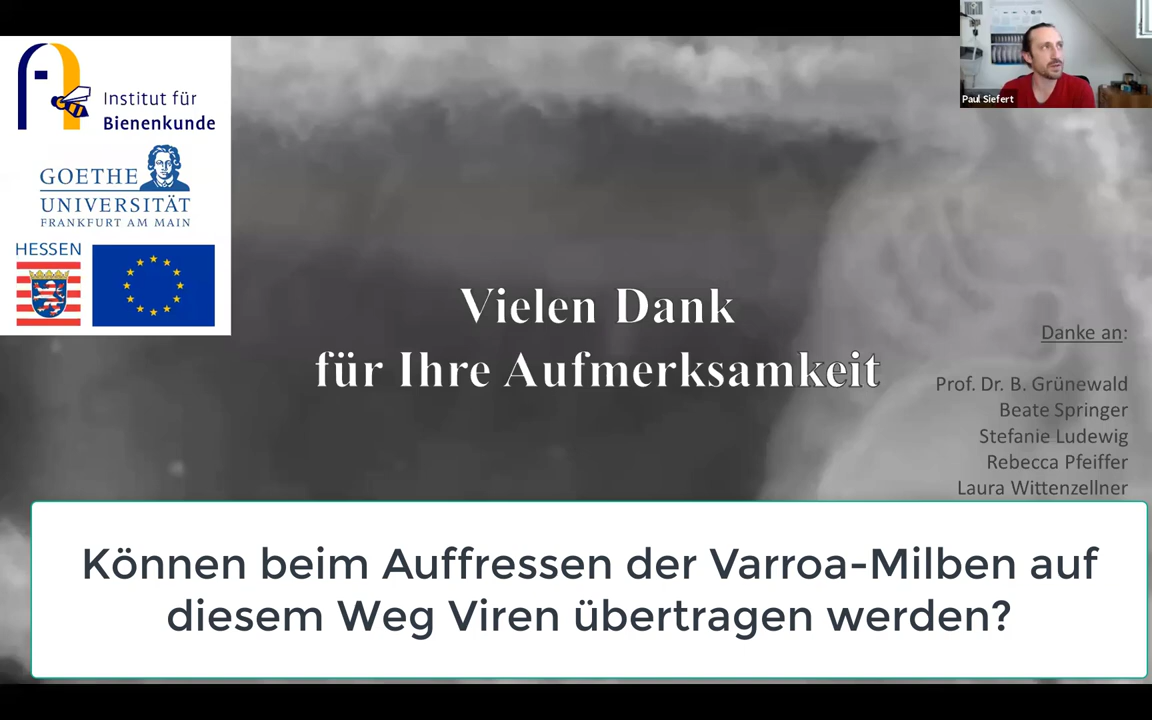 Paul Siefert
Institut für
Bienenkunde
GOETHE
UNIVERSITÄT
FRANKFURT AM MAIN
HESSEN
Vielen Dank
für Ihre Aufmerksamkeit
Danke an:
Prof. Dr. B. Grünewald
Beate Springer
Stefanie Ludewig
Rebecca Pfeiffer
Laura Wittenzellner
Können beim Auffressen der Varroa-Milben auf
diesem Weg Viren übertragen werden?